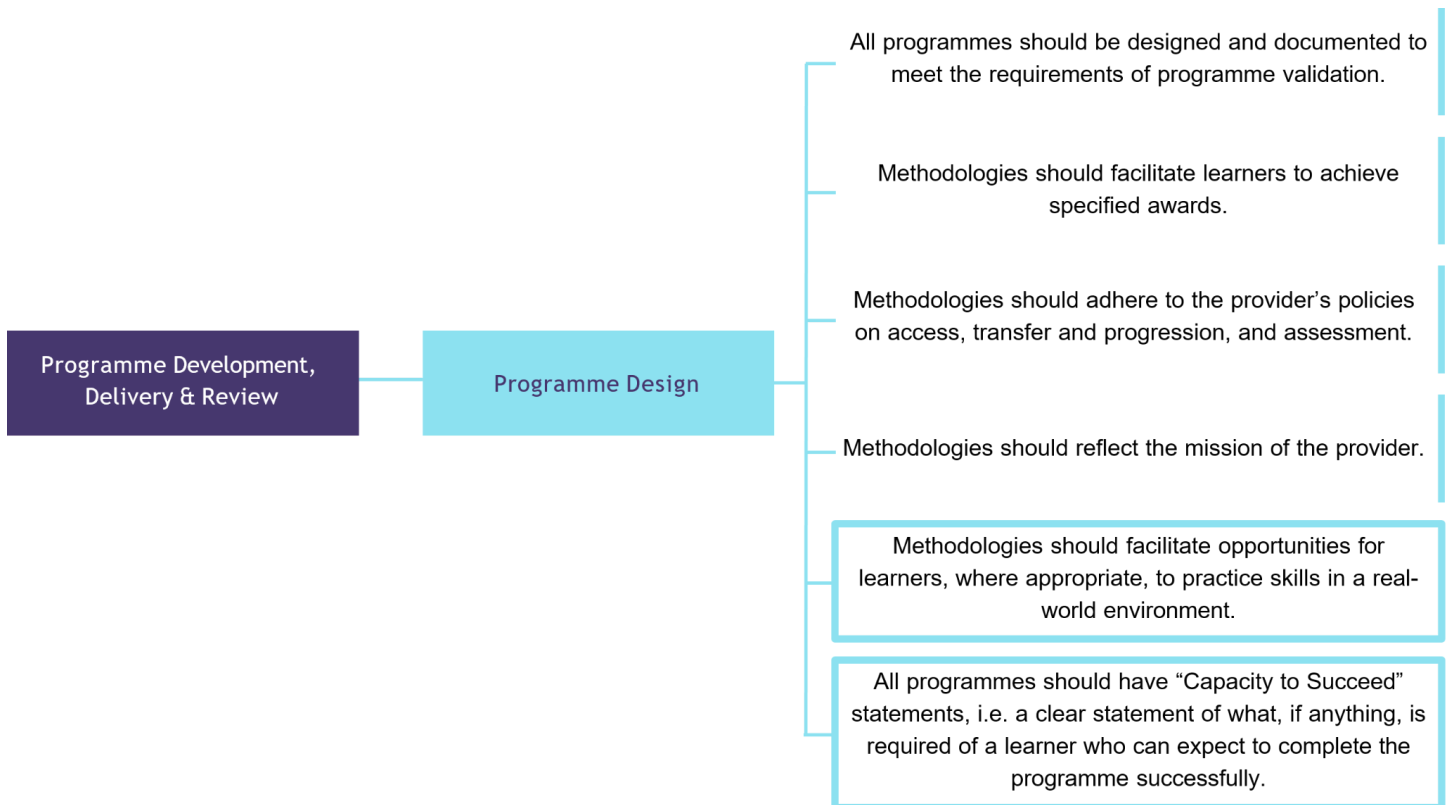 Programme Development,
Delivery & Review
Programme Design
All programmes should be designed and documented to
meet the requirements of programme validation.
Methodologies should facilitate learners to achieve
specified awards.
Methodologies should adhere to the provider’s policies
on access, transfer and progression, and assessment.
Methodologies should reflect the mission of the provider.
Methodologies should facilitate opportunities for
learners, where appropriate, to practice skills in a real-
world environment.
All programmes should have “Capacity to Succeed”
statements, i.e. a clear statement of what, if anything, is
required of a learner who can expect to complete the
programme successfully.